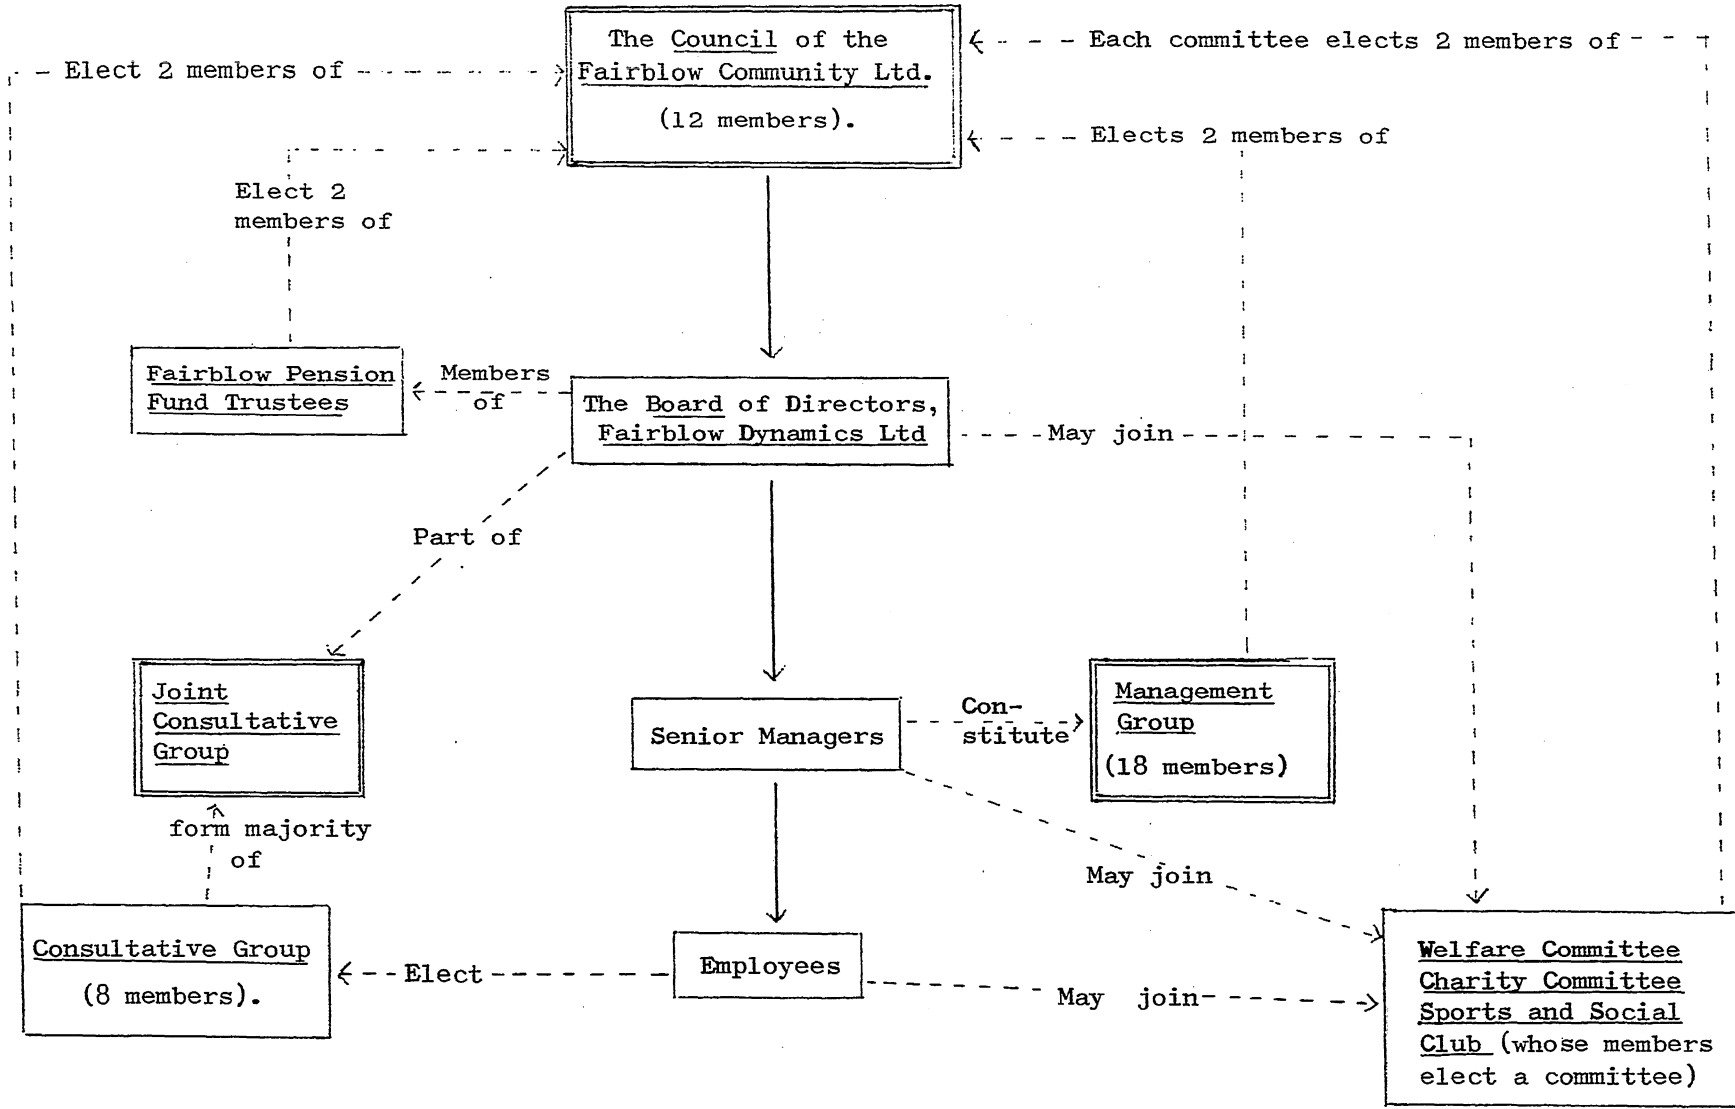 The Council of the
Fairblow Community Ltd.
(12 members).
Elect 2 members of
Each committee elects 2 members of
Elects 2 members of
Elect 2
members of
Fairblow Pension
Fund Trustees
Members
of
The Board of Directors,
Fairblow Dynamics Ltd
May join
Part of
Joint
Consultative
Group
Senior Managers
Con-
stitute
Management
Group
(18 members)
form majority
of
May join
Consultative Group
(8 members).
Elect
Employees
May join
Welfare Committee
Charity Committee
Sports and Social
Club (whose members
elect a committee)